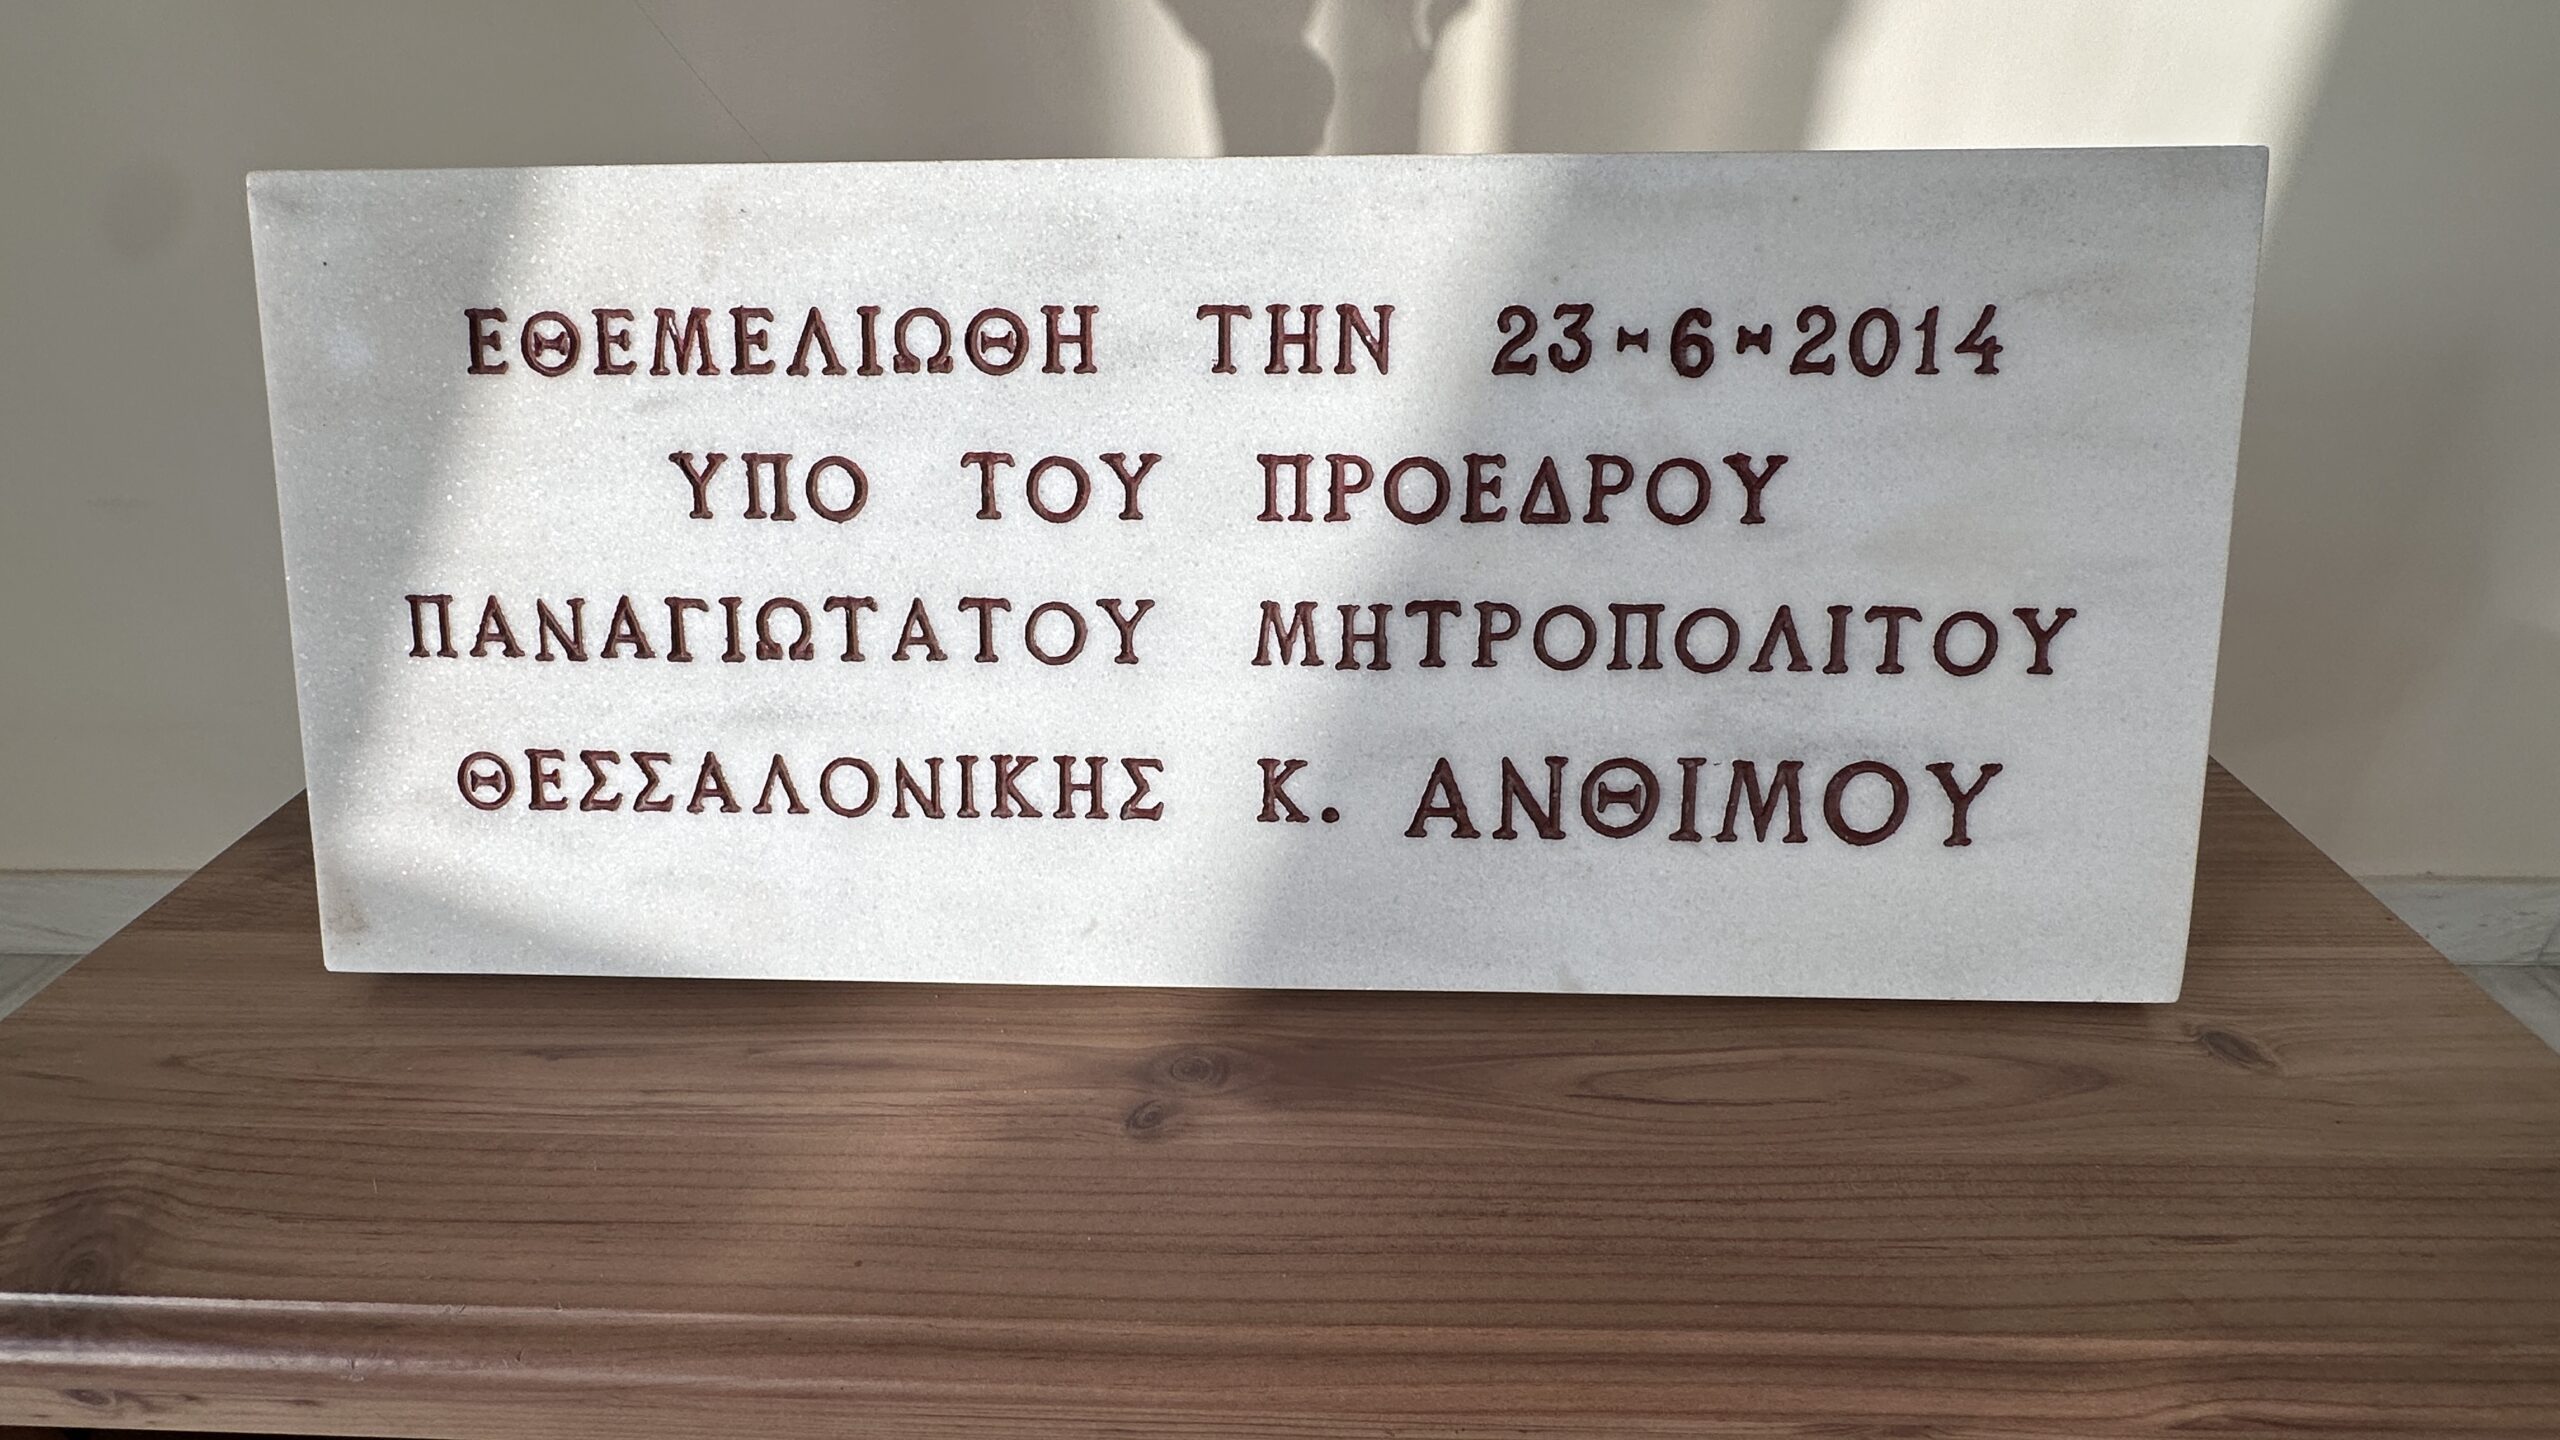 ΕΘΕΜΕΛΙΩΘΗ ΤΗΝ 23-6-2014
ΥΠΟ ΤΟΥ ΠΡΟΕΔΡΟΥ
ΠΑΝΑΓΙΩΤΑΤΟΥ ΜΗΤΡΟΠΟΛΙΤΟΥ
ΘΕΣΣΑΛΟΝΙΚΗΣ Κ. ΑΝΘΙΜΟΥ